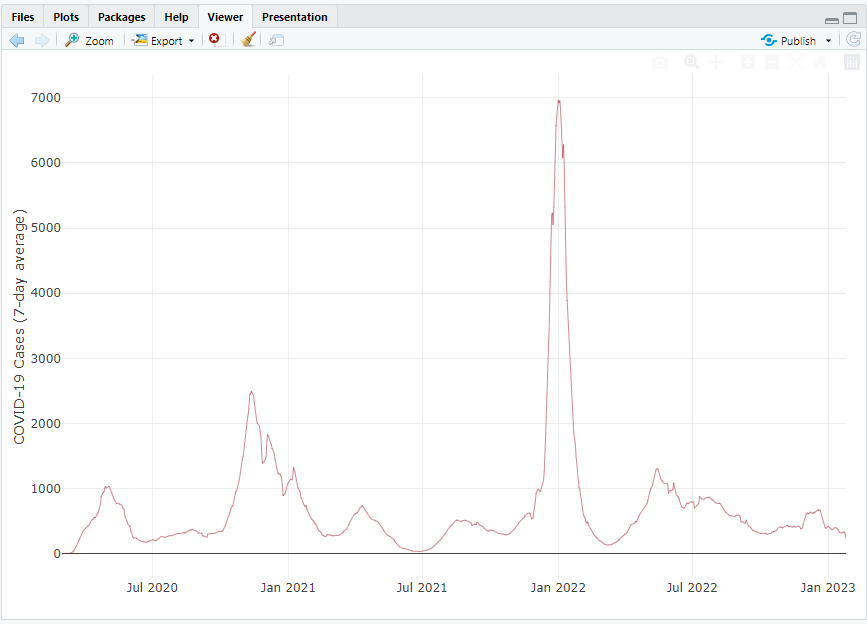 Files Plots Packages Help Viewer Presentation
Zoom Export Publish
7000
6000
5000
4000
3000
2000
1000
0
COVID-19 Cases (7-day average)
Jul 2020 Jan 2021 Jul 2021 Jan 2022 Jul 2022 Jan 2023